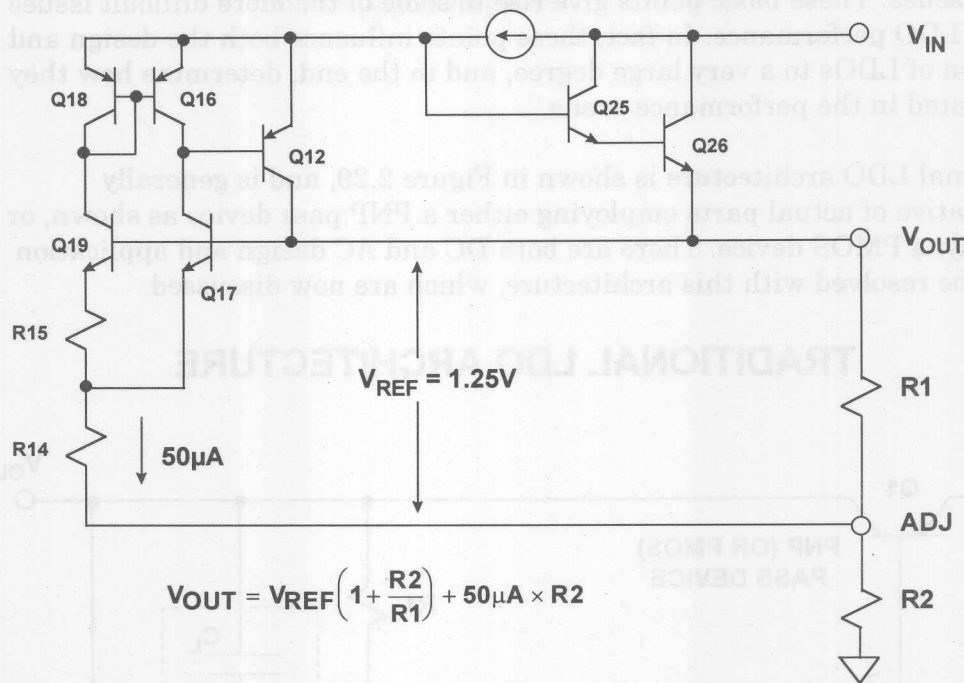 VIN
Q18
Q16
Q25
Q12
Q26
VOUT
Q19
Q17
R15
VREF = 1.25V
R1
R14
50µA
ADJ
VOUT = VREF (1 + R2/R1) + 50µA × R2
R2